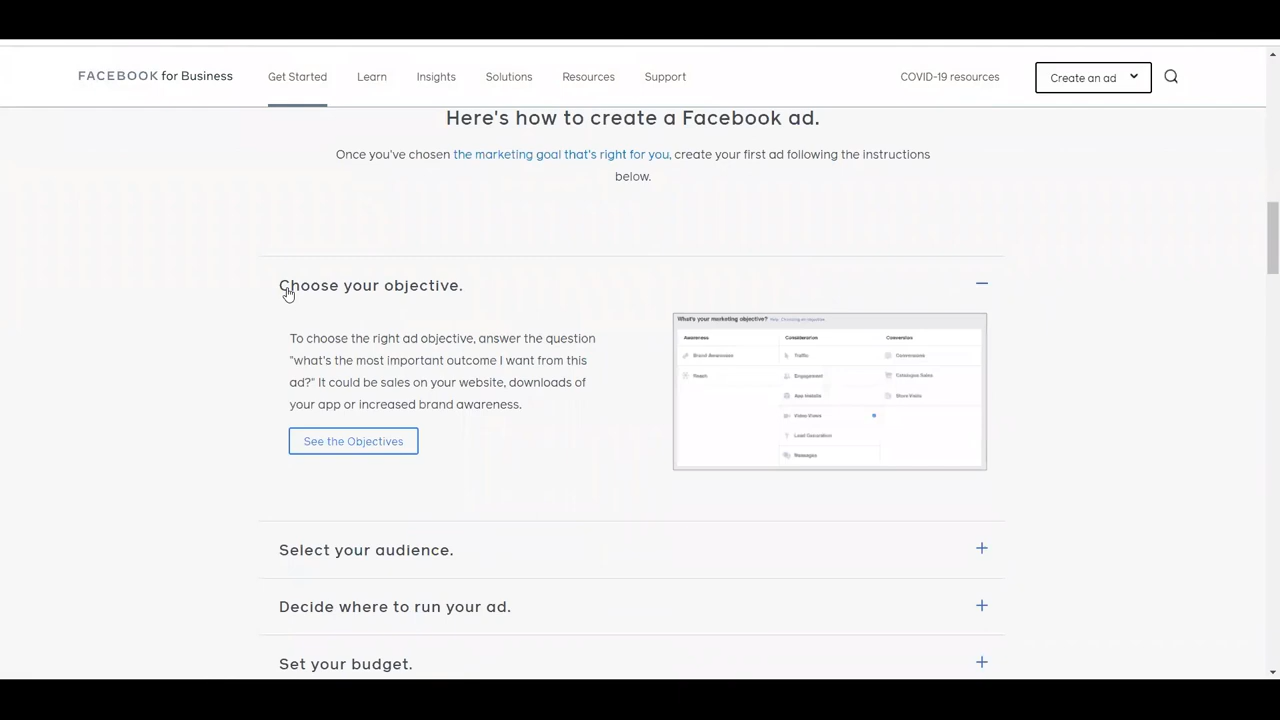 FACEBOOK for Business
Get Started
Learn
Insights
Solutions
Resources
Support
COVID-19 resources
Create an ad
Here's how to create a Facebook ad.
Once you've chosen the marketing goal that's right for you, create your first ad following the instructions
below.
Choose your objective.
To choose the right ad objective, answer the question
"what's the most important outcome I want from this
ad?" It could be sales on your website, downloads of
your app or increased brand awareness.
See the Objectives
What's your marketing objective? Help: Choosing an objective
Awareness
Brand Awareness
Reach
Consideration
Traffic
Engagement
App Installs
Video Views
Lead Generation
Messages
Conversion
Conversions
Catalogue Sales
Store Visits
Select your audience.
Decide where to run your ad.
Set your budget.